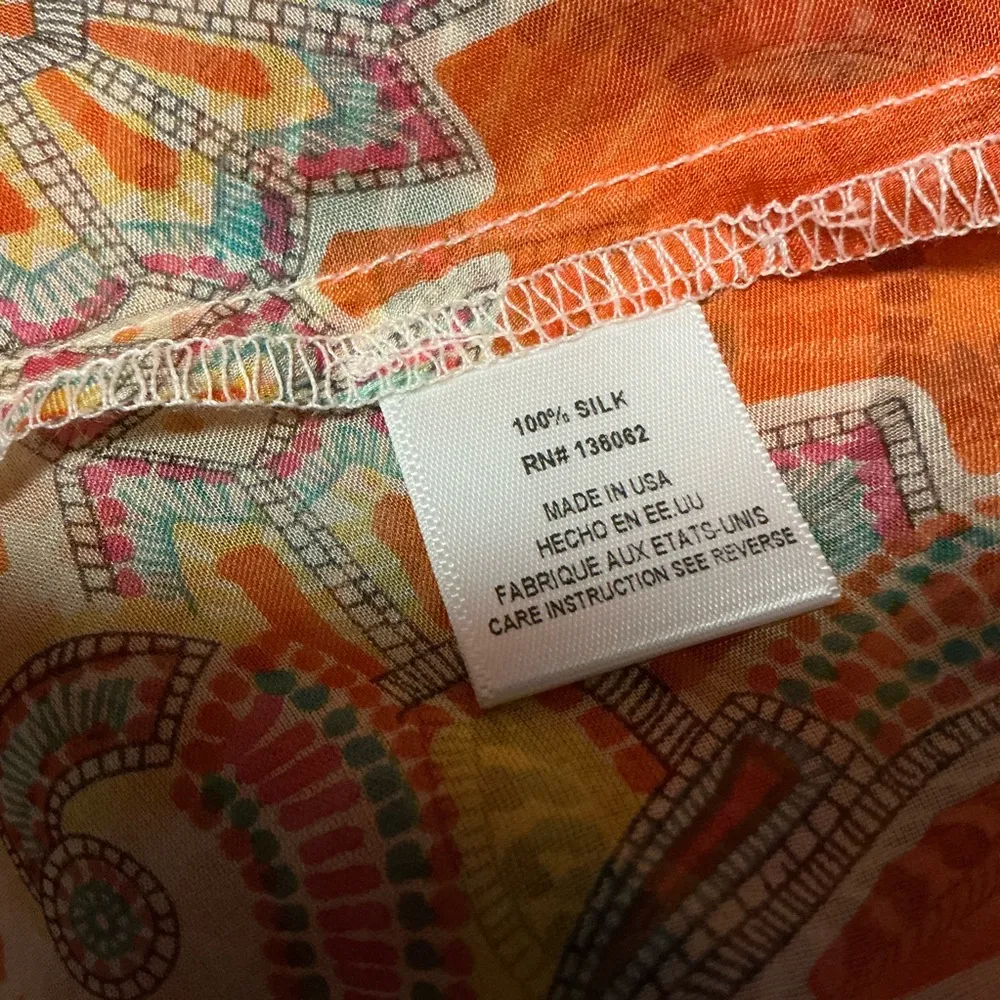 100% SILK
RN# 136062
MADE IN USA
HECHO EN EE.UU
FABRIQUE AUX ETATS-UNIS
CARE INSTRUCTION SEE REVERSE